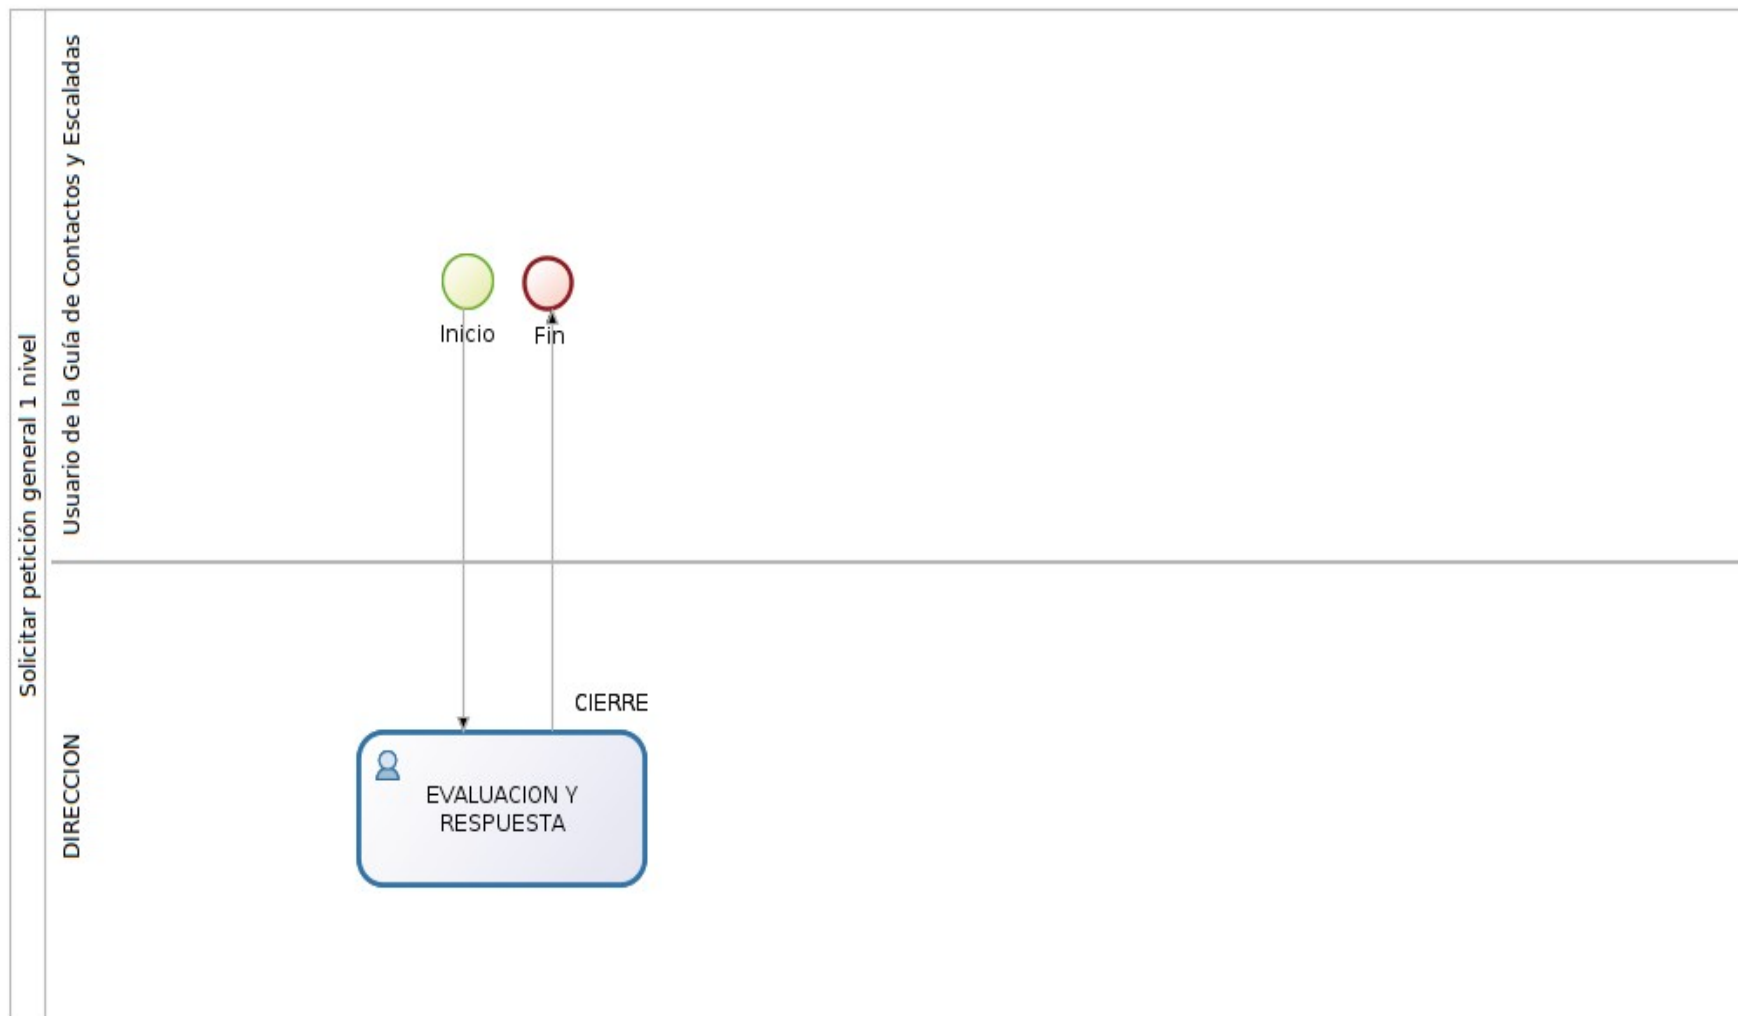 Solicitar petición general 1 nivel
Usuario de la Guía de Contactos y Escaladas
Inicio
Fin
DIRECCION
CIERRE
EVALUACION Y
RESPUESTA